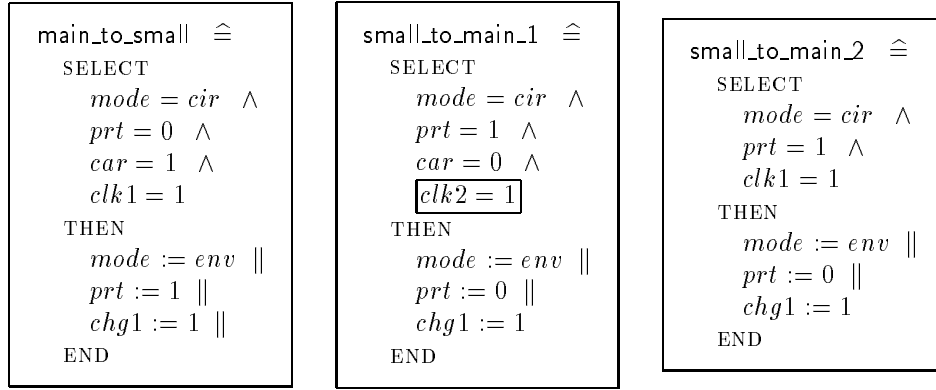 main_to_small ≙
SELECT
mode = cir ∧
prt = 0 ∧
car = 1 ∧
clk1 = 1
THEN
mode := env ||
prt := 1 ||
chg1 := 1 ||
END
small_to_main_1 ≙
SELECT
mode = cir ∧
prt = 1 ∧
car = 0 ∧
clk2 = 1
THEN
mode := env ||
prt := 0 ||
chg1 := 1
END
small_to_main_2 ≙
SELECT
mode = cir ∧
prt = 1 ∧
clk1 = 1
THEN
mode := env ||
prt := 0 ||
chg1 := 1
END